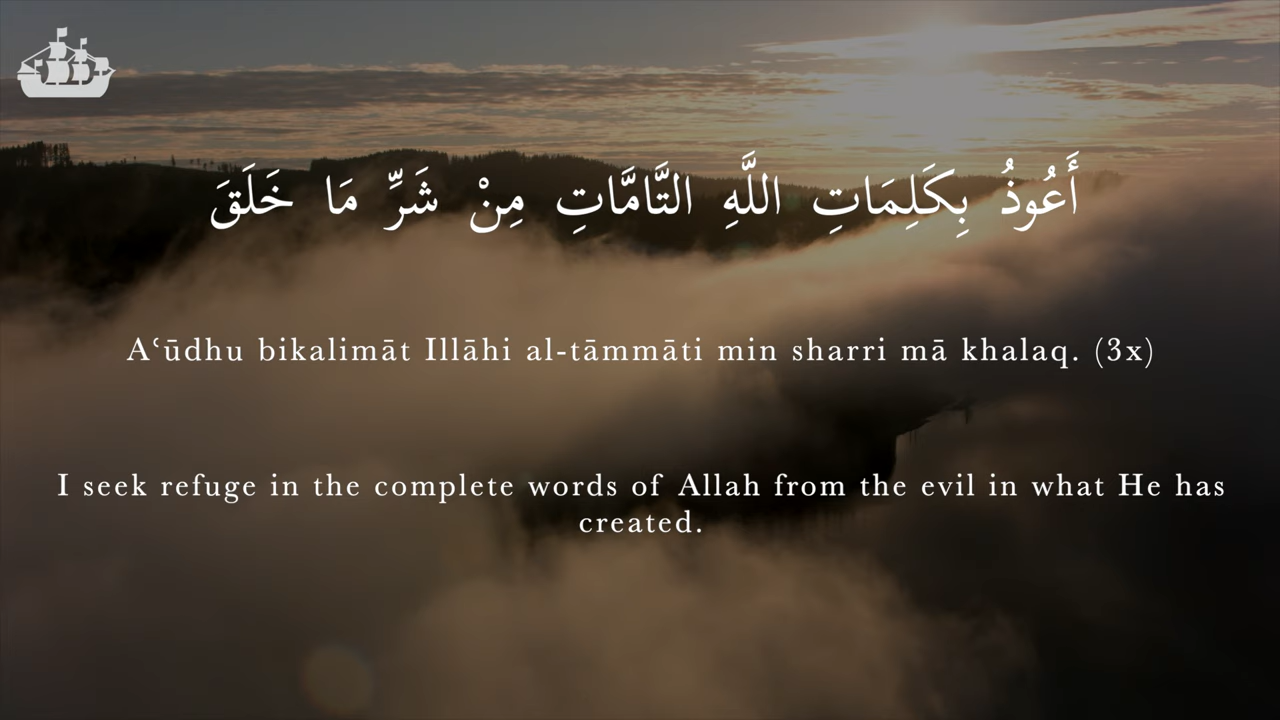 أَعُوذُ بِكَلِمَاتِ اللَّهِ التَّامَّاتِ مِنْ شَرِّ مَا خَلَقَ
Aʿūdhu bikalimāt Illāhi al-tāmmāti min sharri mā khalaq. (3x)
I seek refuge in the complete words of Allah from the evil in what He has
created.